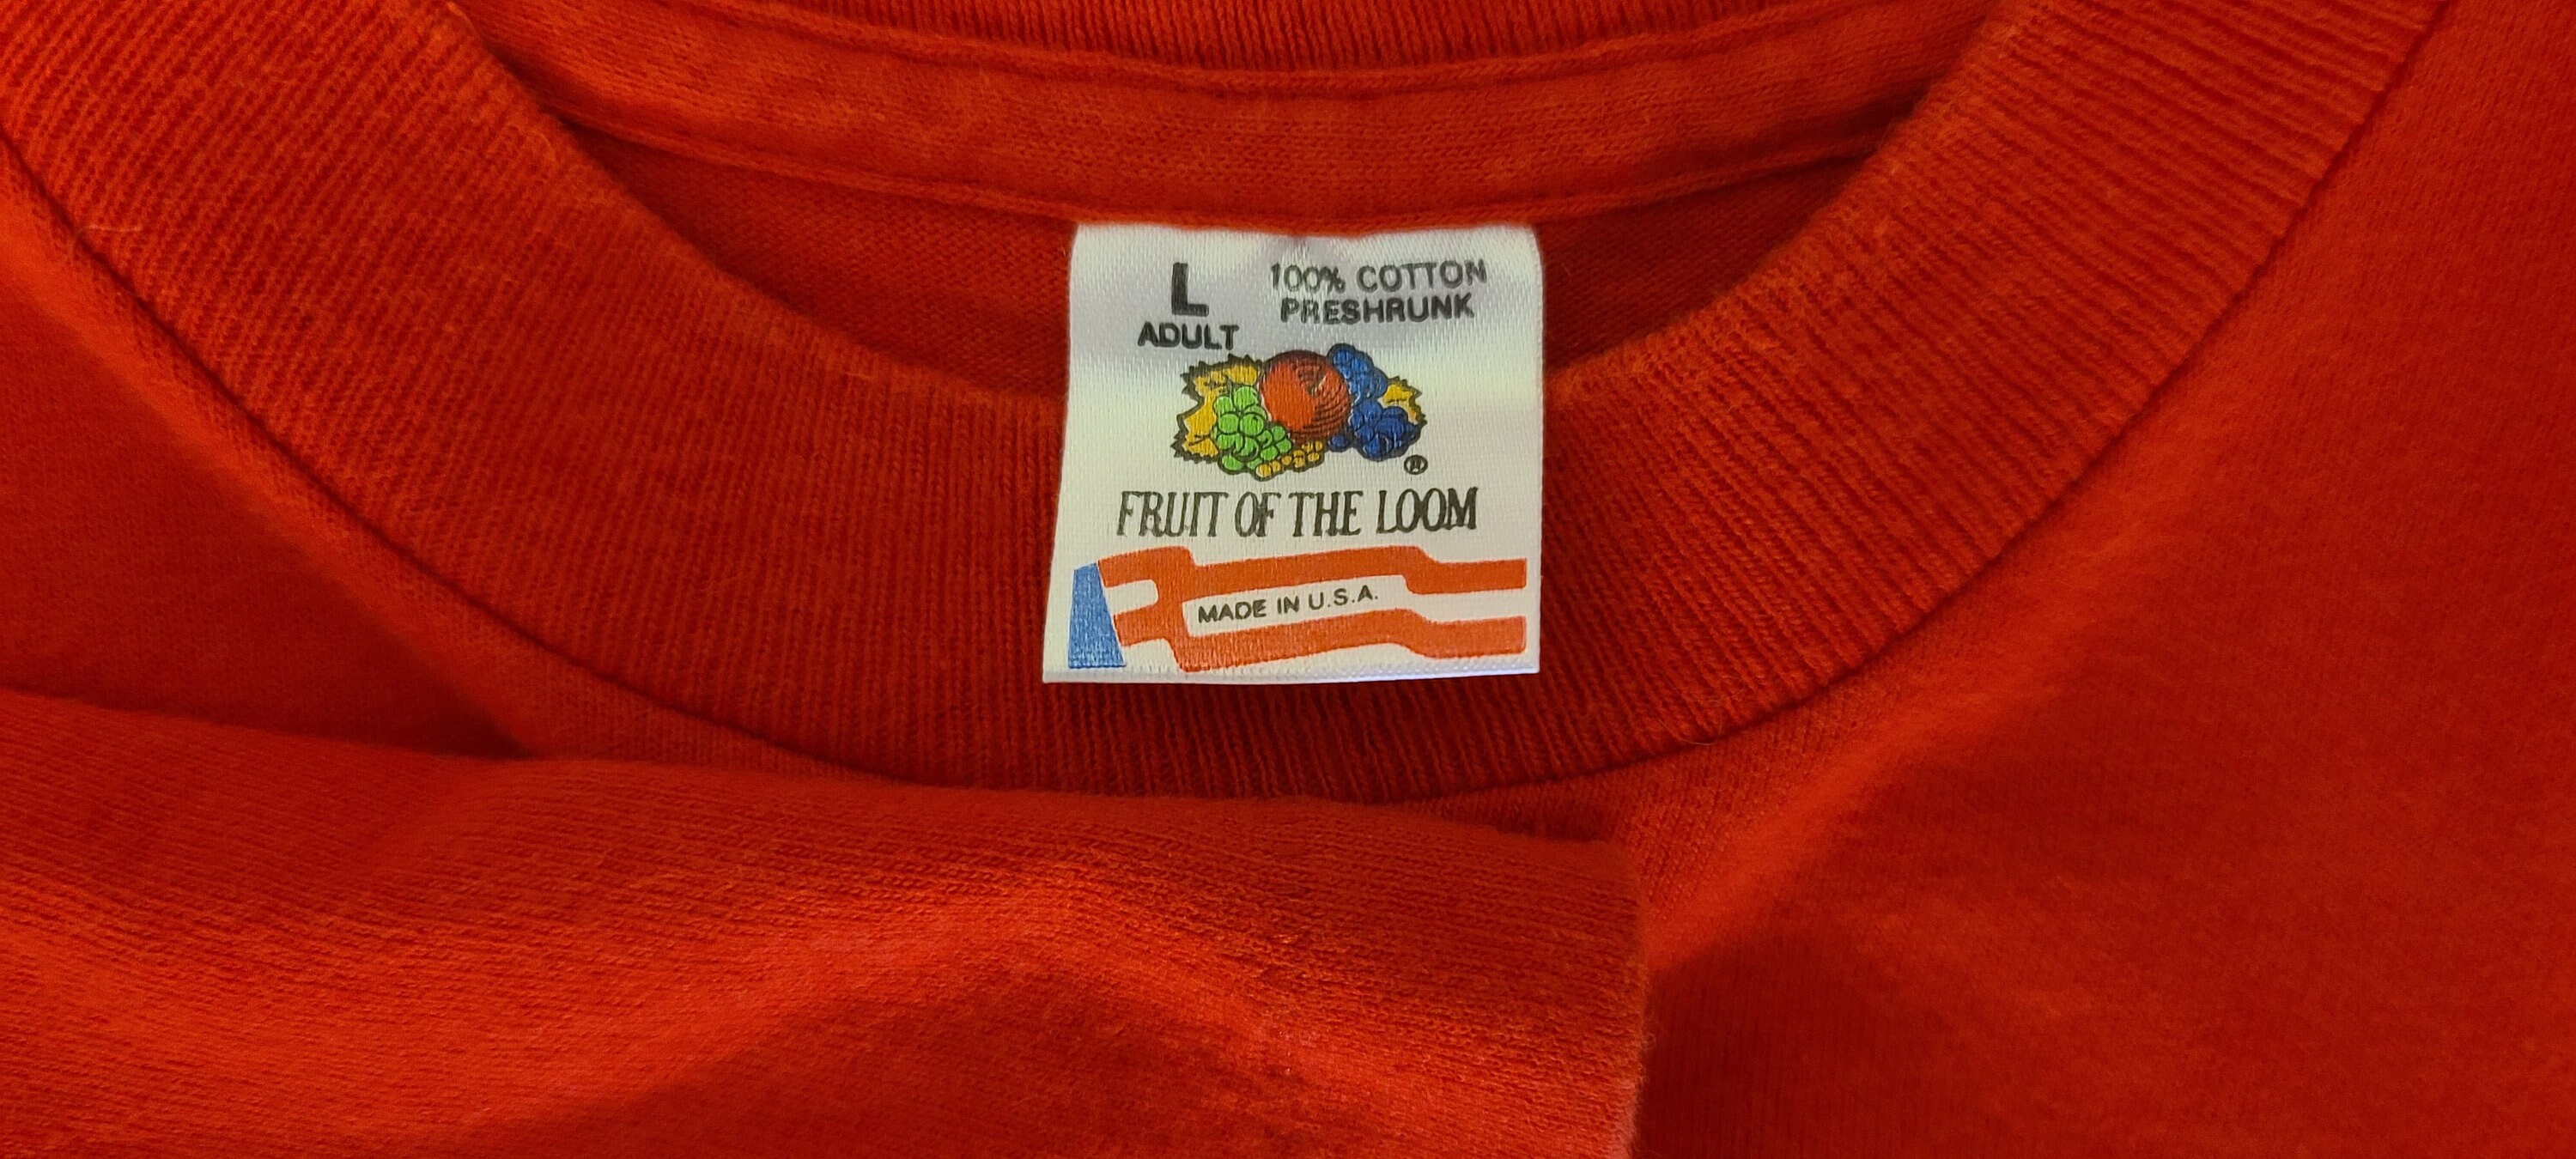 L
ADULT
100% COTTON
PRESHRUNK
®
FRUIT OF THE LOOM
MADE IN U.S.A.